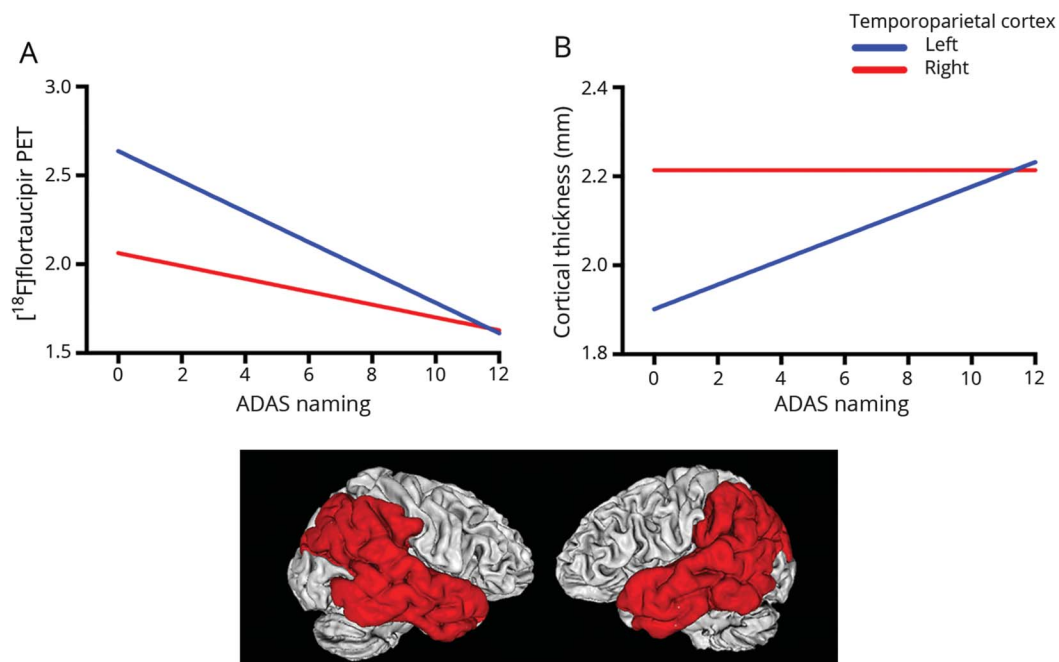 Temporoparietal cortex
Left
Right
A
3.0
2.5
2.0
1.5
[¹⁸F]flortaucipir PET
0 2 4 6 8 10 12
ADAS naming
B
2.4
2.2
2.0
1.8
Cortical thickness (mm)
0 2 4 6 8 10 12
ADAS naming